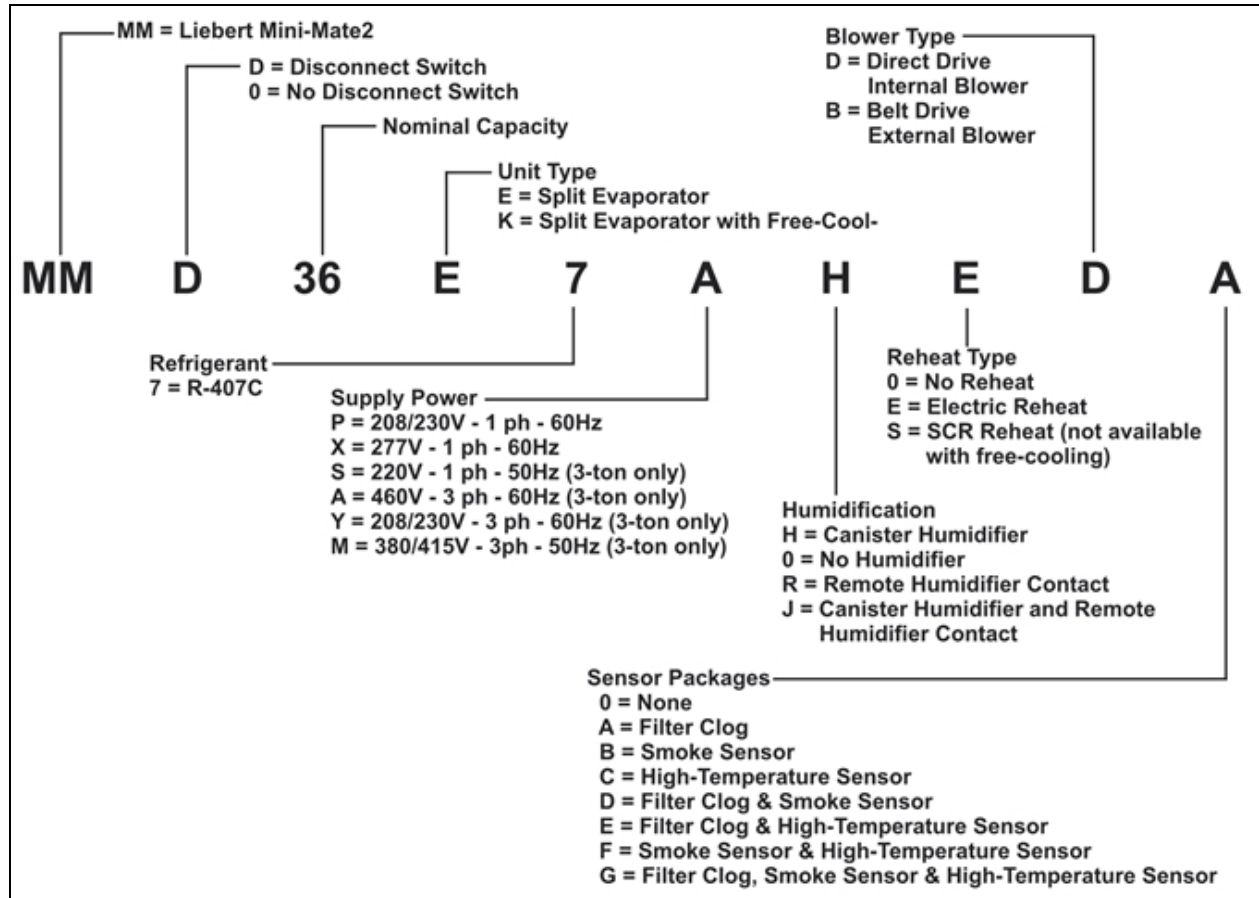 MM = Liebert Mini-Mate2
D = Disconnect Switch
0 = No Disconnect Switch
Nominal Capacity
Unit Type
E = Split Evaporator
K = Split Evaporator with Free-Cool-
Blower Type
D = Direct Drive
Internal Blower
B = Belt Drive
External Blower
MM D 36 E 7 A H E D A
Refrigerant
7 = R-407C
Supply Power
P = 208/230V - 1 ph - 60Hz
X = 277V - 1 ph - 60Hz
S = 220V - 1 ph - 50Hz (3-ton only)
A = 460V - 3 ph - 60Hz (3-ton only)
Y = 208/230V - 3 ph - 60Hz (3-ton only)
M = 380/415V - 3ph - 50Hz (3-ton only)
Reheat Type
0 = No Reheat
E = Electric Reheat
S = SCR Reheat (not available
with free-cooling)
Humidification
H = Canister Humidifier
0 = No Humidifier
R = Remote Humidifier Contact
J = Canister Humidifier and Remote
Humidifier Contact
Sensor Packages
0 = None
A = Filter Clog
B = Smoke Sensor
C = High-Temperature Sensor
D = Filter Clog & Smoke Sensor
E = Filter Clog & High-Temperature Sensor
F = Smoke Sensor & High-Temperature Sensor
G = Filter Clog, Smoke Sensor & High-Temperature Sensor